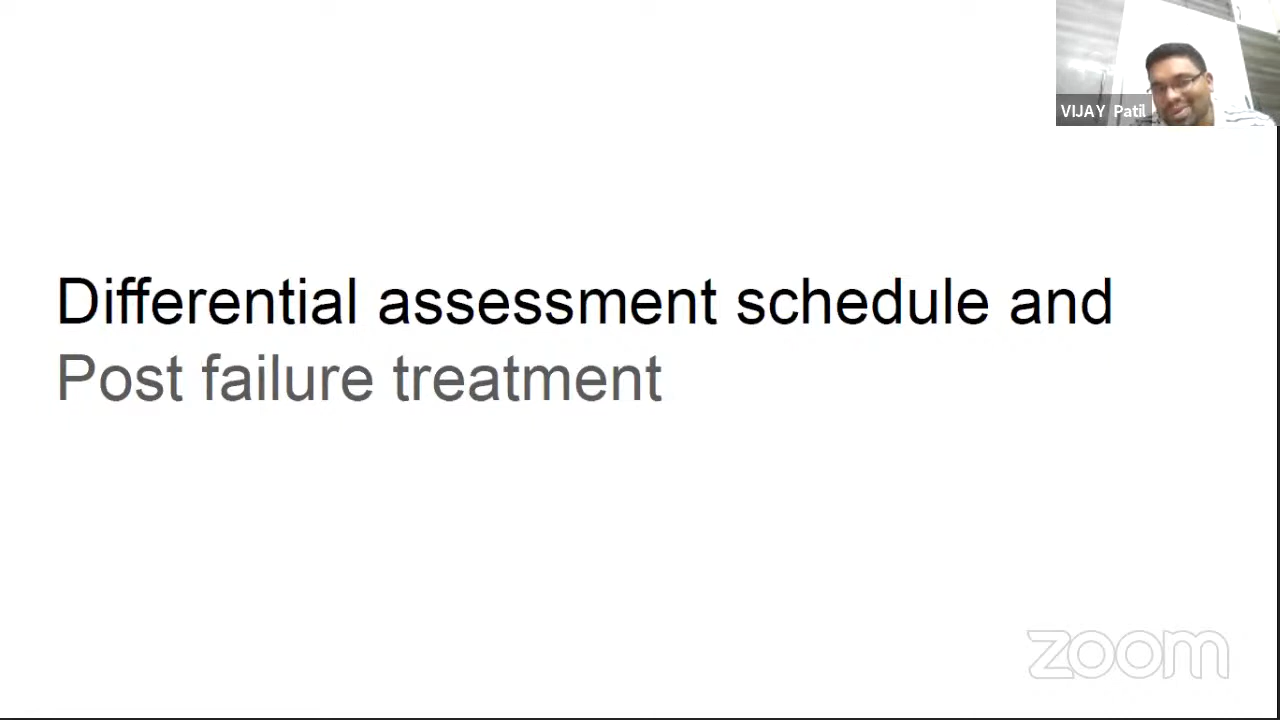 VIJAY Patil
Differential assessment schedule and
Post failure treatment
zoom